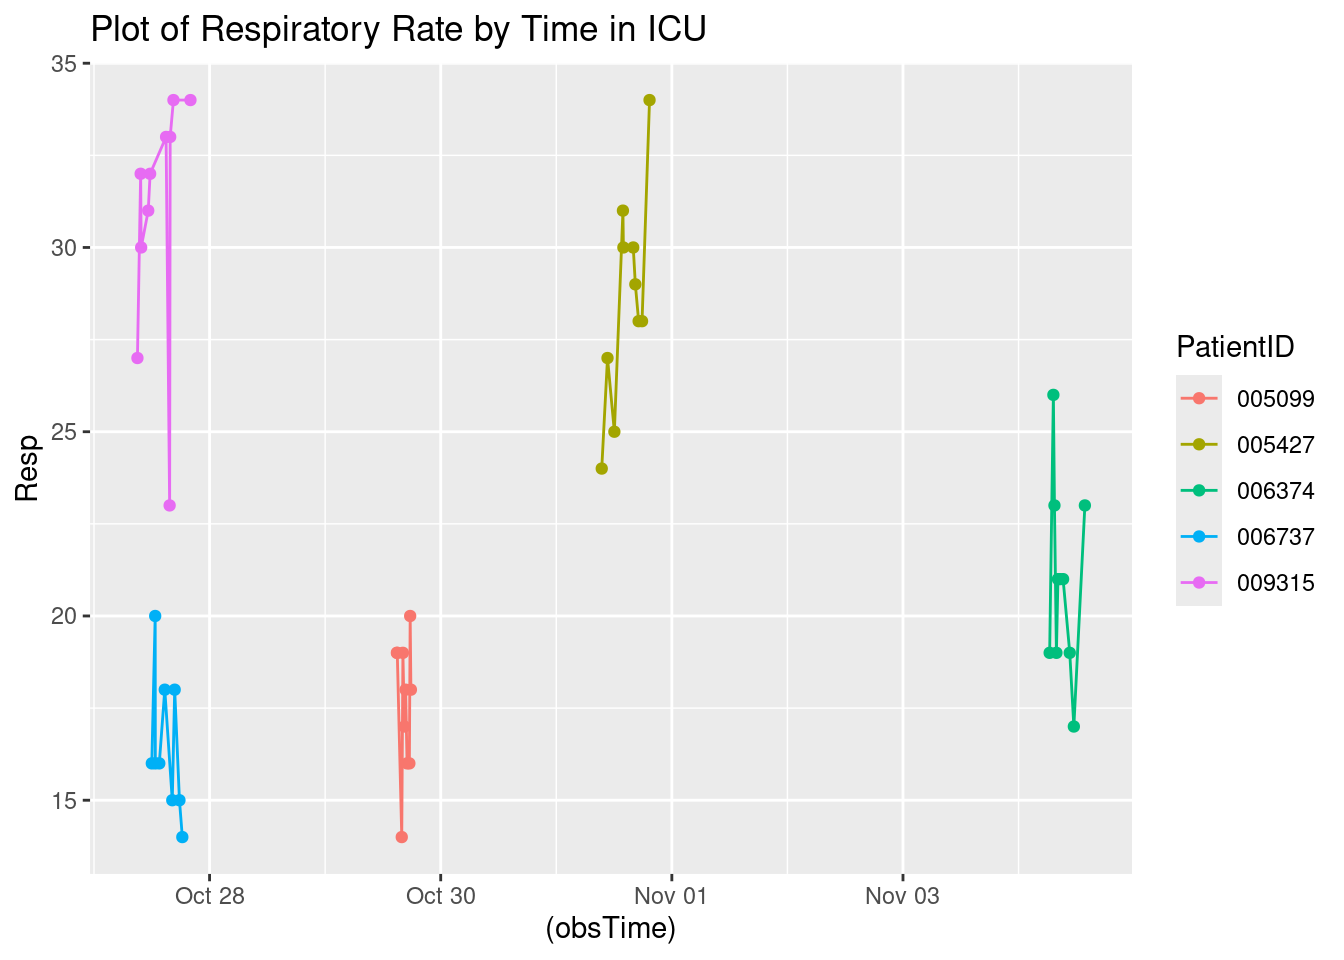 Plot of Respiratory Rate by Time in ICU
35
30
25
20
15
Resp
Oct 28
Oct 30
Nov 01
Nov 03
(obsTime)
PatientID
005099
005427
006374
006737
009315